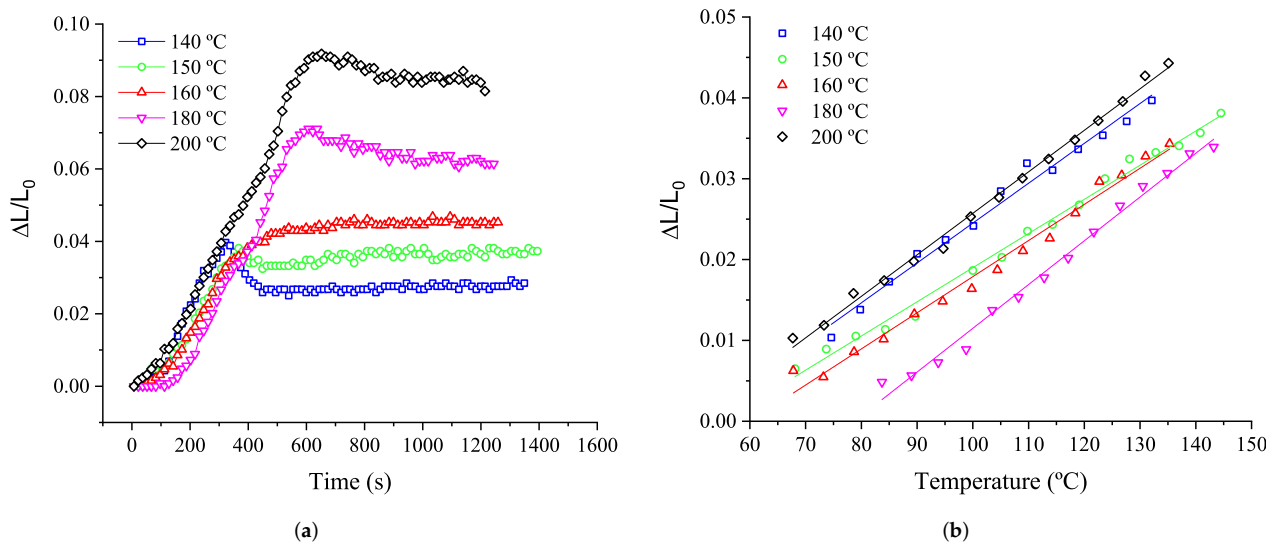 0.10
0.08
0.06
0.04
0.02
0.00
ΔL/L0
140 ºC
150 ºC
160 ºC
180 ºC
200 ºC
0 200 400 600 800 1000 1200 1400 1600
Time (s)
(a)
0.05
0.04
0.03
0.02
0.01
0.00
ΔL/L0
140 ºC
150 ºC
160 ºC
180 ºC
200 ºC
60 70 80 90 100 110 120 130 140 150
Temperature (ºC)
(b)